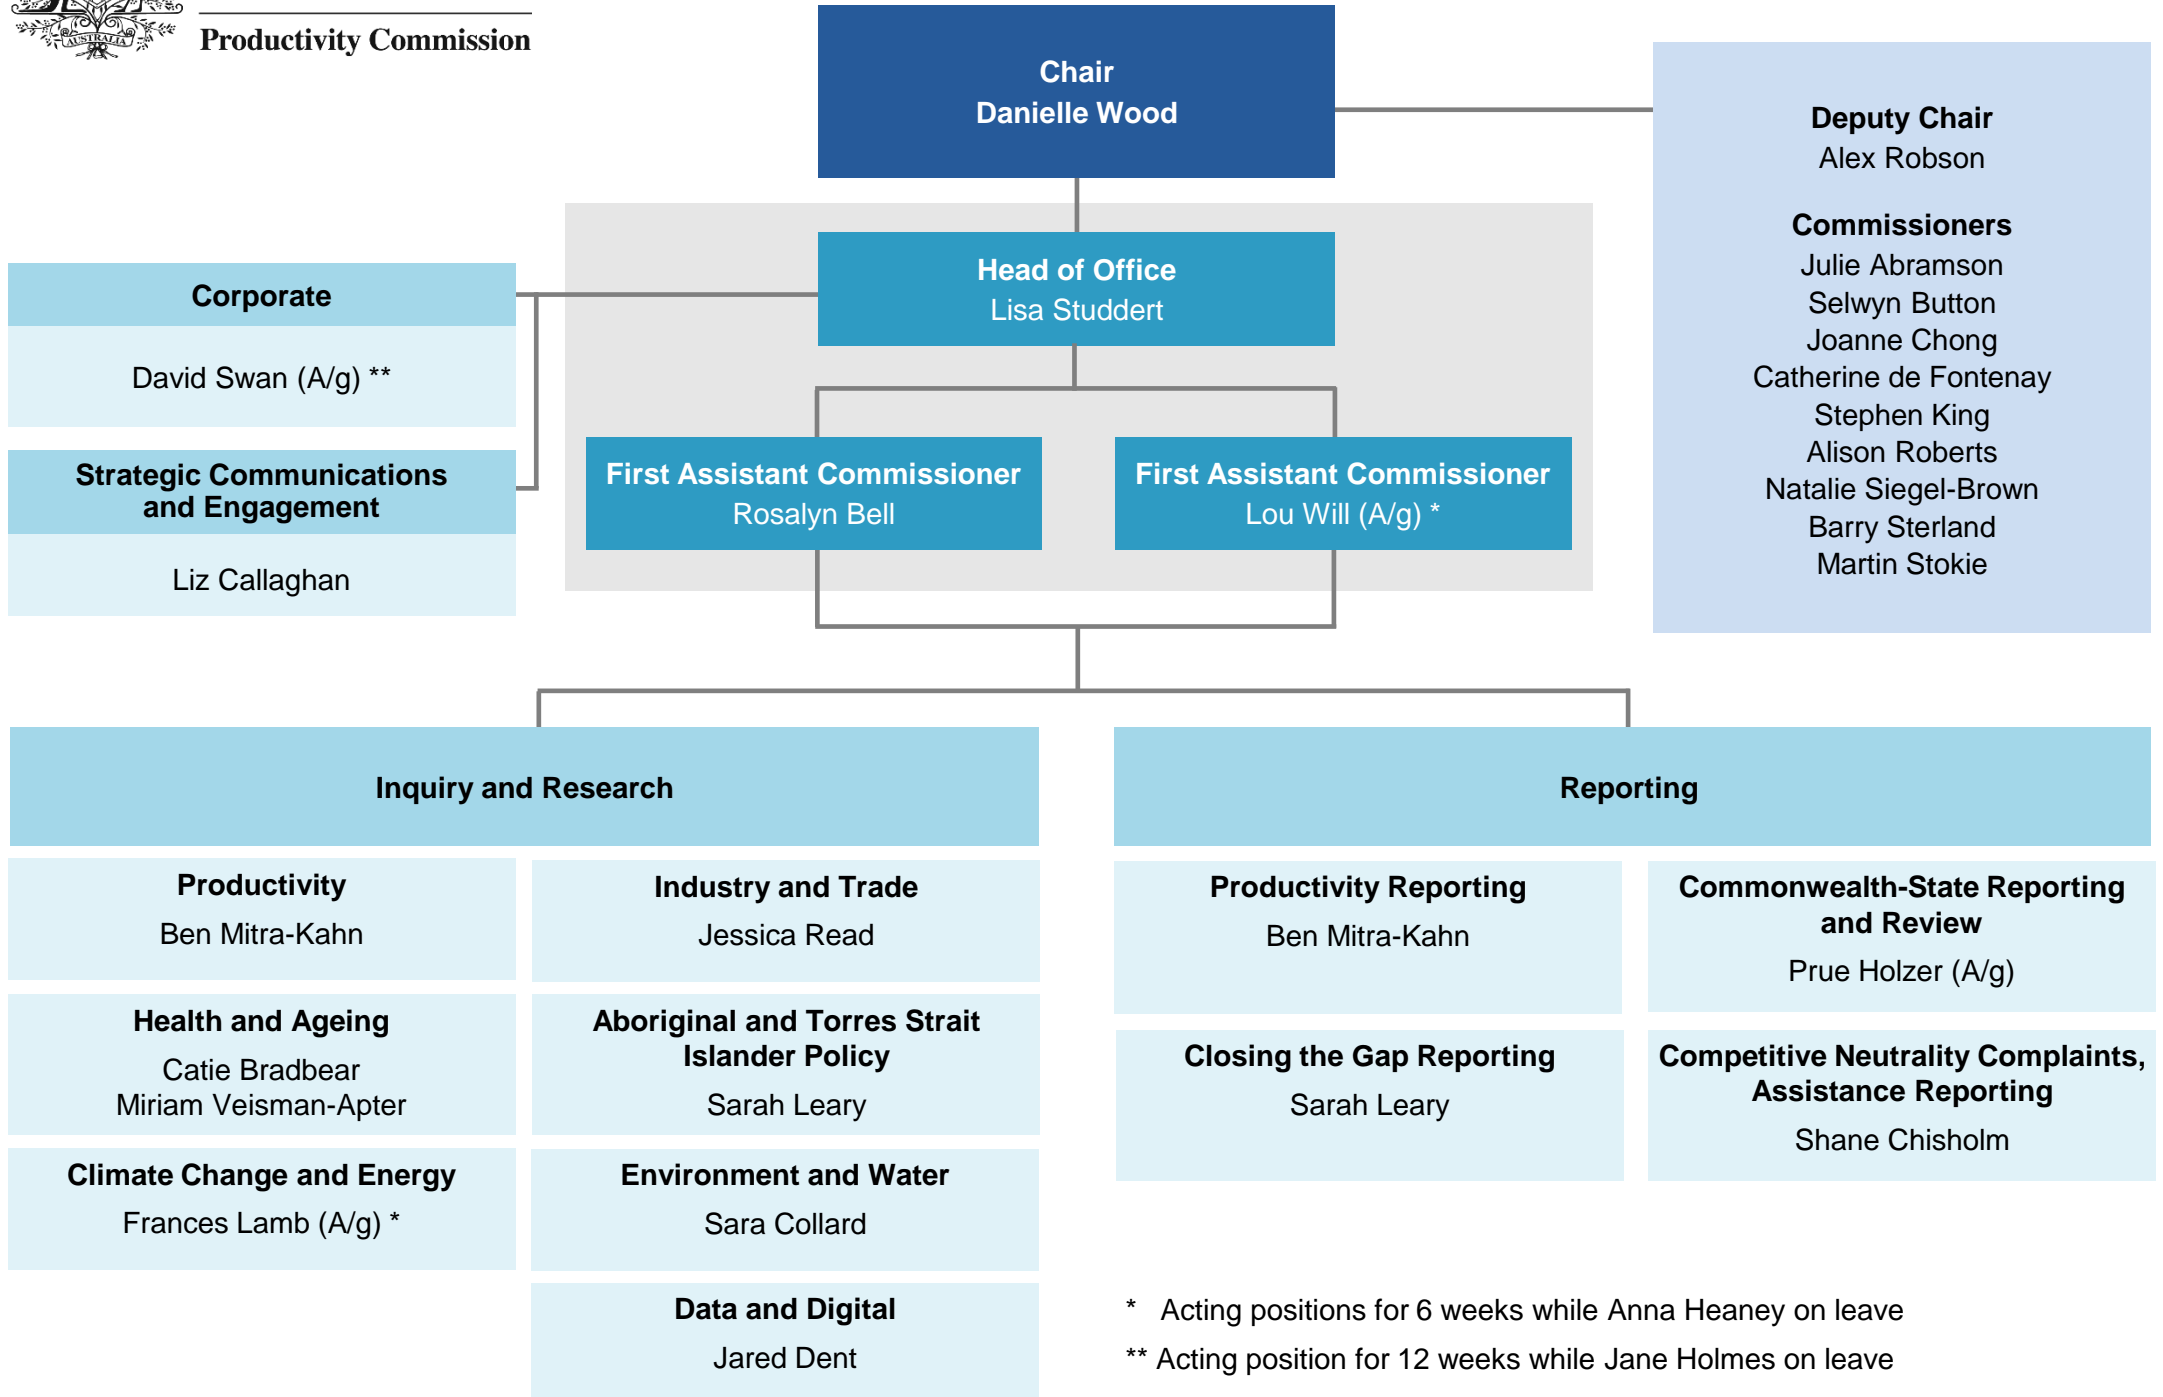 AUSTRALIA
Productivity Commission
Chair
Danielle Wood
Deputy Chair
Alex Robson
Commissioners
Julie Abramson
Selwyn Button
Joanne Chong
Catherine de Fontenay
Stephen King
Alison Roberts
Natalie Siegel-Brown
Barry Sterland
Martin Stokie
Head of Office
Lisa Studdert
Corporate
David Swan (A/g) **
Strategic Communications
and Engagement
Liz Callaghan
First Assistant Commissioner
Rosalyn Bell
First Assistant Commissioner
Lou Will (A/g) *
Inquiry and Research
Productivity
Ben Mitra-Kahn
Industry and Trade
Jessica Read
Health and Ageing
Catie Bradbear
Miriam Veisman-Apter
Aboriginal and Torres Strait
Islander Policy
Sarah Leary
Climate Change and Energy
Frances Lamb (A/g) *
Environment and Water
Sara Collard
Data and Digital
Jared Dent
Reporting
Productivity Reporting
Ben Mitra-Kahn
Commonwealth-State Reporting
and Review
Prue Holzer (A/g)
Closing the Gap Reporting
Sarah Leary
Competitive Neutrality Complaints,
Assistance Reporting
Shane Chisholm
* Acting positions for 6 weeks while Anna Heaney on leave
** Acting position for 12 weeks while Jane Holmes on leave